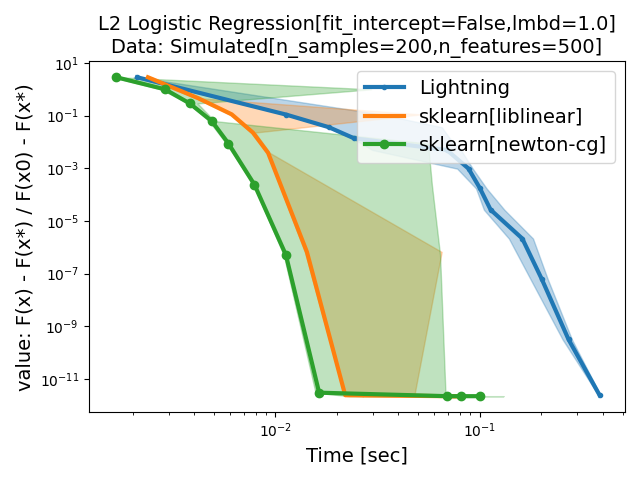 L2 Logistic Regression[fit_intercept=False,lmbd=1.0]
Data: Simulated[n_samples=200,n_features=500]
value: F(x) - F(x*) / F(x0) - F(x*)
10¹
10⁻¹
10⁻³
10⁻⁵
10⁻⁷
10⁻⁹
10⁻¹¹
Lightning
sklearn[liblinear]
sklearn[newton-cg]
10⁻² 10⁻¹
Time [sec]